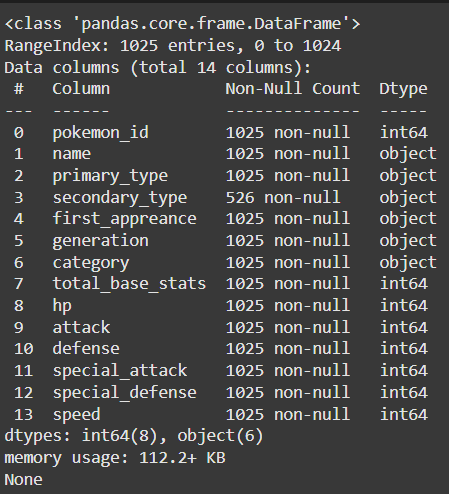 <class 'pandas.core.frame.DataFrame'>
RangeIndex: 1025 entries, 0 to 1024
Data columns (total 14 columns):
 #   Column             Non-Null Count  Dtype
---  ------             --------------  -----
 0   pokemon_id         1025 non-null   int64
 1   name               1025 non-null   object
 2   primary_type       1025 non-null   object
 3   secondary_type     526 non-null    object
 4   first_appreance    1025 non-null   object
 5   generation         1025 non-null   object
 6   category           1025 non-null   object
 7   total_base_stats   1025 non-null   int64
 8   hp                 1025 non-null   int64
 9   attack             1025 non-null   int64
 10  defense            1025 non-null   int64
 11  special_attack     1025 non-null   int64
 12  special_defense    1025 non-null   int64
 13  speed              1025 non-null   int64
dtypes: int64(8), object(6)
memory usage: 112.2+ KB
None